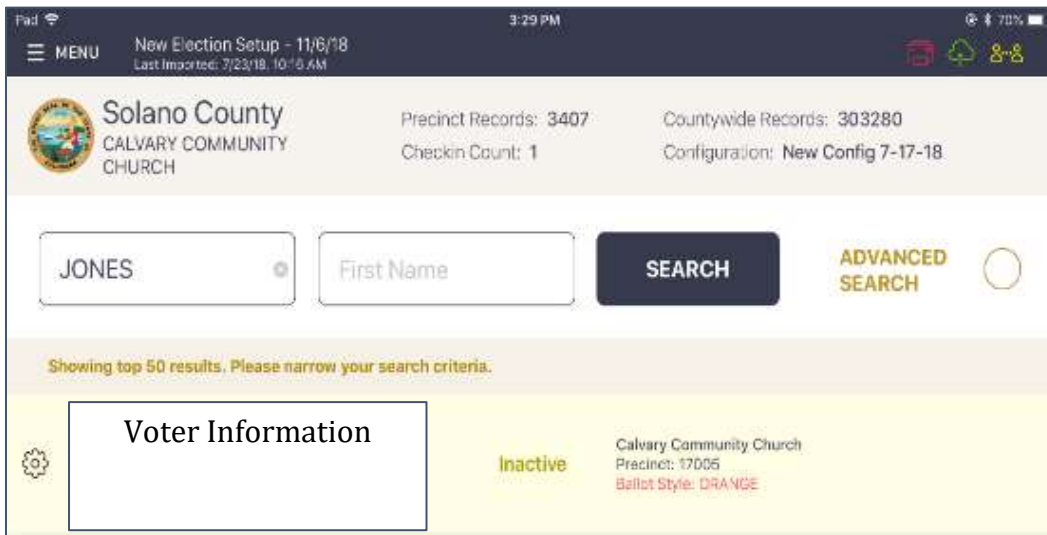 iPad 3:29 PM 70%
MENU New Election Setup - 11/6/18
Last Imported: 7/23/18, 10:16 AM
Solano County
CALVARY COMMUNITY
CHURCH
Precinct Records: 3407
Checkin Count: 1
Countywide Records: 303280
Configuration: New Config 7-17-18
JONES First Name SEARCH ADVANCED
SEARCH
Showing top 50 results. Please narrow your search criteria.
Voter Information
Inactive
Calvary Community Church
Precinct: 17005
Ballot Style: ORANGE